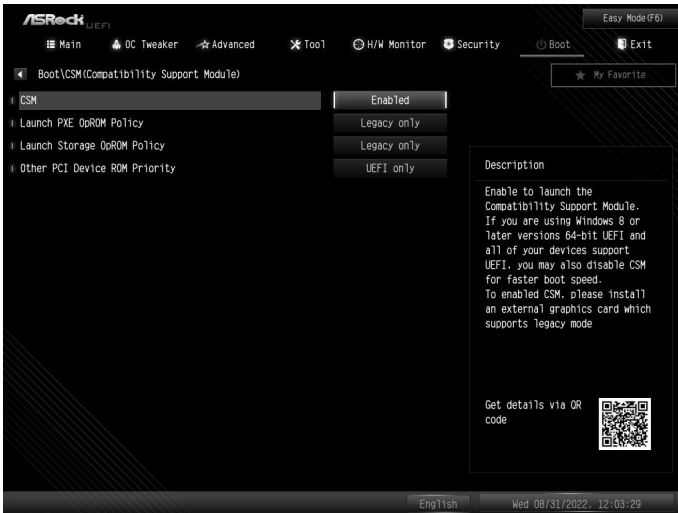 ASRock UEFI
Easy Mode(F6)
Main
OC Tweaker
Advanced
Tool
H/W Monitor
Security
Boot
Exit
Boot\CSM(Compatibility Support Module)
My Favorite
CSM
Enabled
Launch PXE OpROM Policy
Legacy only
Launch Storage OpROM Policy
Legacy only
Other PCI Device ROM Priority
UEFI only
Description
Enable to launch the
Compatibility Support Module.
If you are using Windows 8 or
later versions 64-bit UEFI and
all of your devices support
UEFI, you may also disable CSM
for faster boot speed.
To enabled CSM, please install
an external graphics card which
supports legacy mode
Get details via QR
code
English
Wed 08/31/2022, 12:03:29